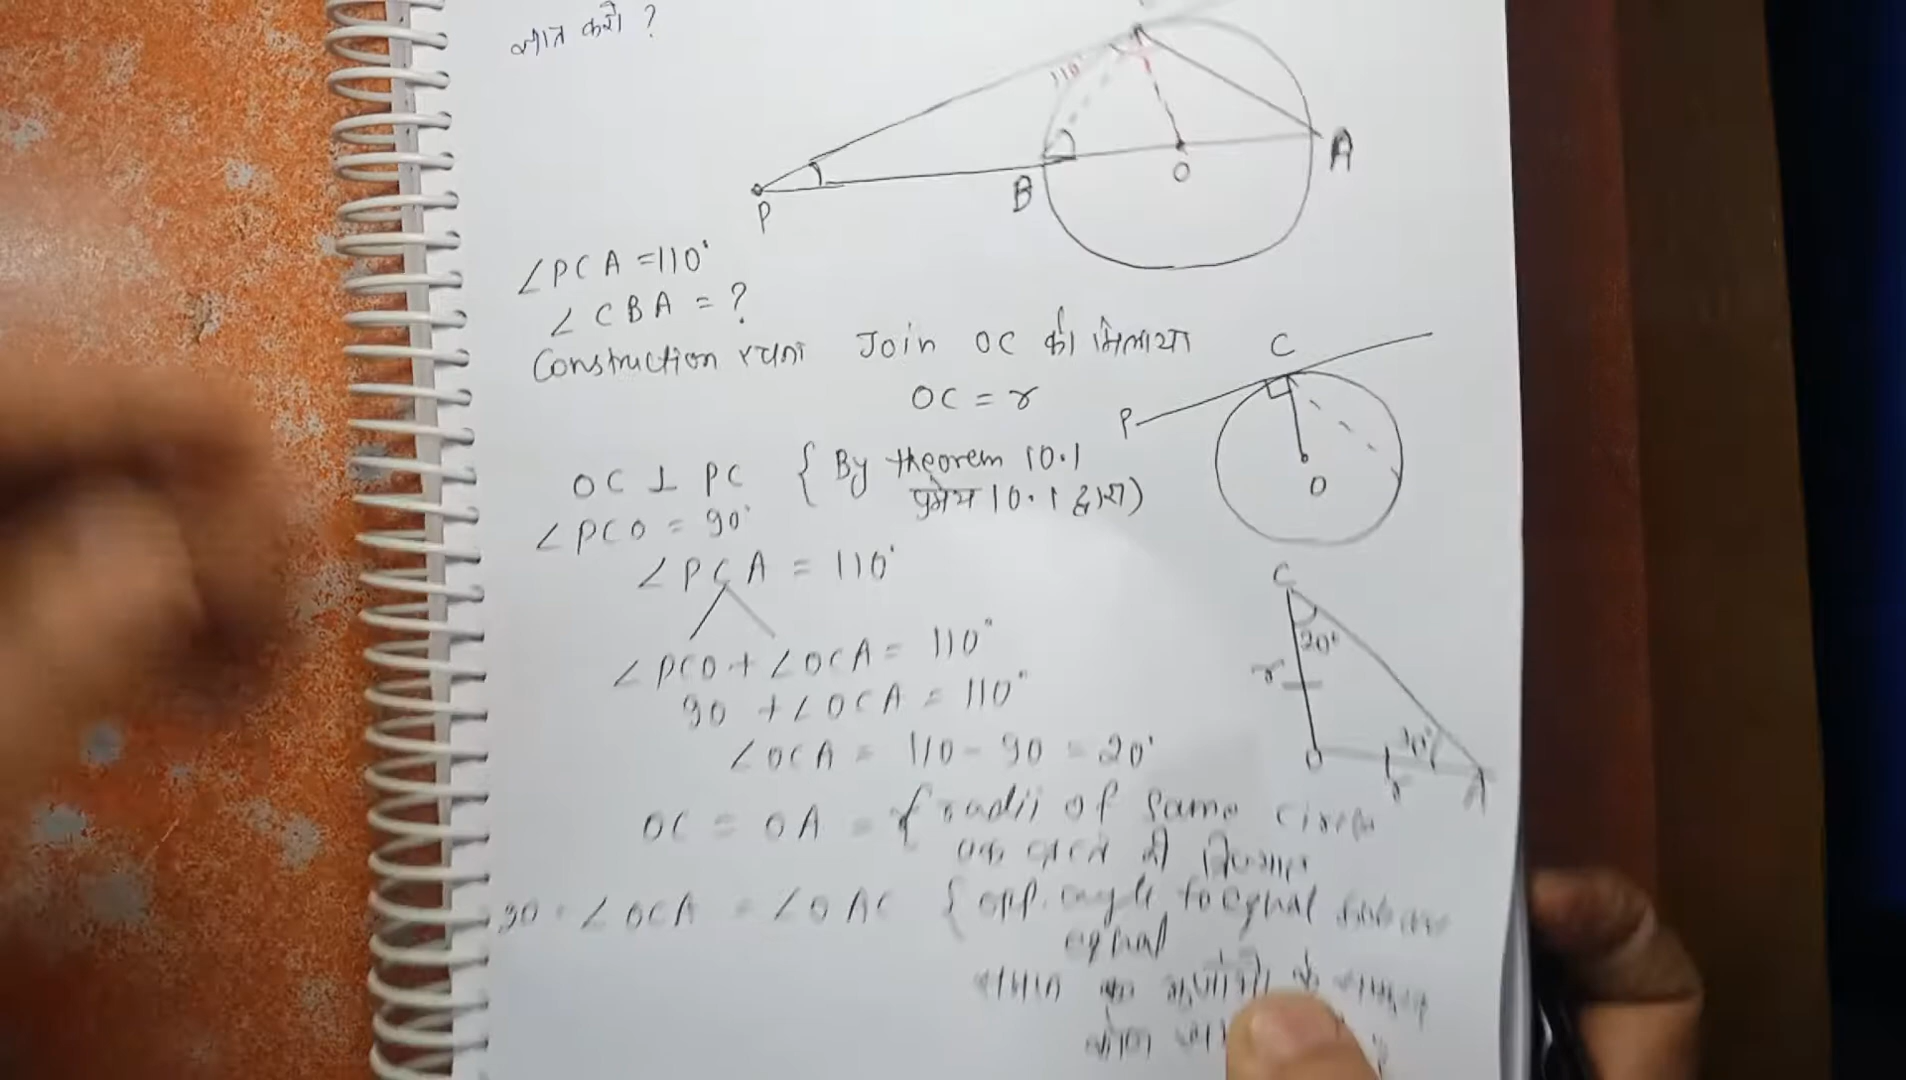 ज्ञात करो ?
110°
A
O
B
P
∠PCA = 110°
∠CBA = ?
Construction रचना Join OC को मिलाया
OC = r
C
P
O
OC ⊥ PC { By theorem 10.1
प्रमेय 10.1 द्वारा)
∠PCO = 90°
∠PCA = 110°
∠PCO + ∠OCA = 110°
90 + ∠OCA = 110°
∠OCA = 110 - 90 = 20°
C
20°
r
O
r
A
OC = OA = { radii of same circle
एक वृत्त की त्रिज्याएं
∠OCA = ∠OAC { opp. angle to equal
equal
समान
कोण